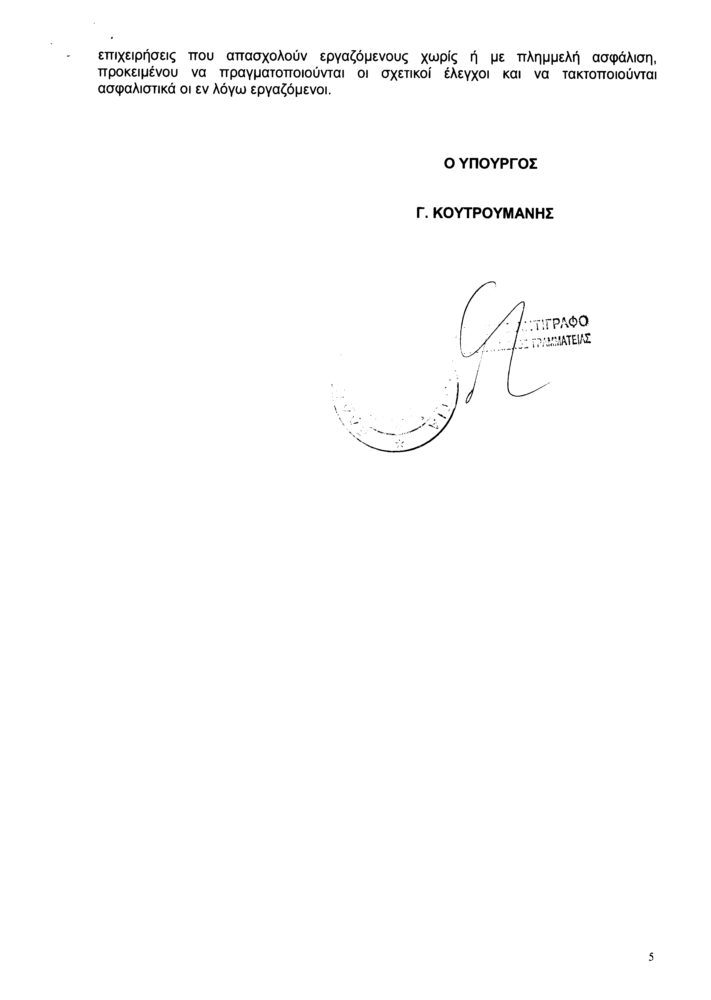 επιχειρήσεις που απασχολούν εργαζόμενους χωρίς ή με πλημμελή ασφάλιση,
προκειμένου να πραγματοποιούνται οι σχετικοί έλεγχοι και να τακτοποιούνται
ασφαλιστικά οι εν λόγω εργαζόμενοι.
Ο ΥΠΟΥΡΓΟΣ
Γ. ΚΟΥΤΡΟΥΜΑΝΗΣ
ΓΡΑΜΜΑΤΕΙΑΣ
5